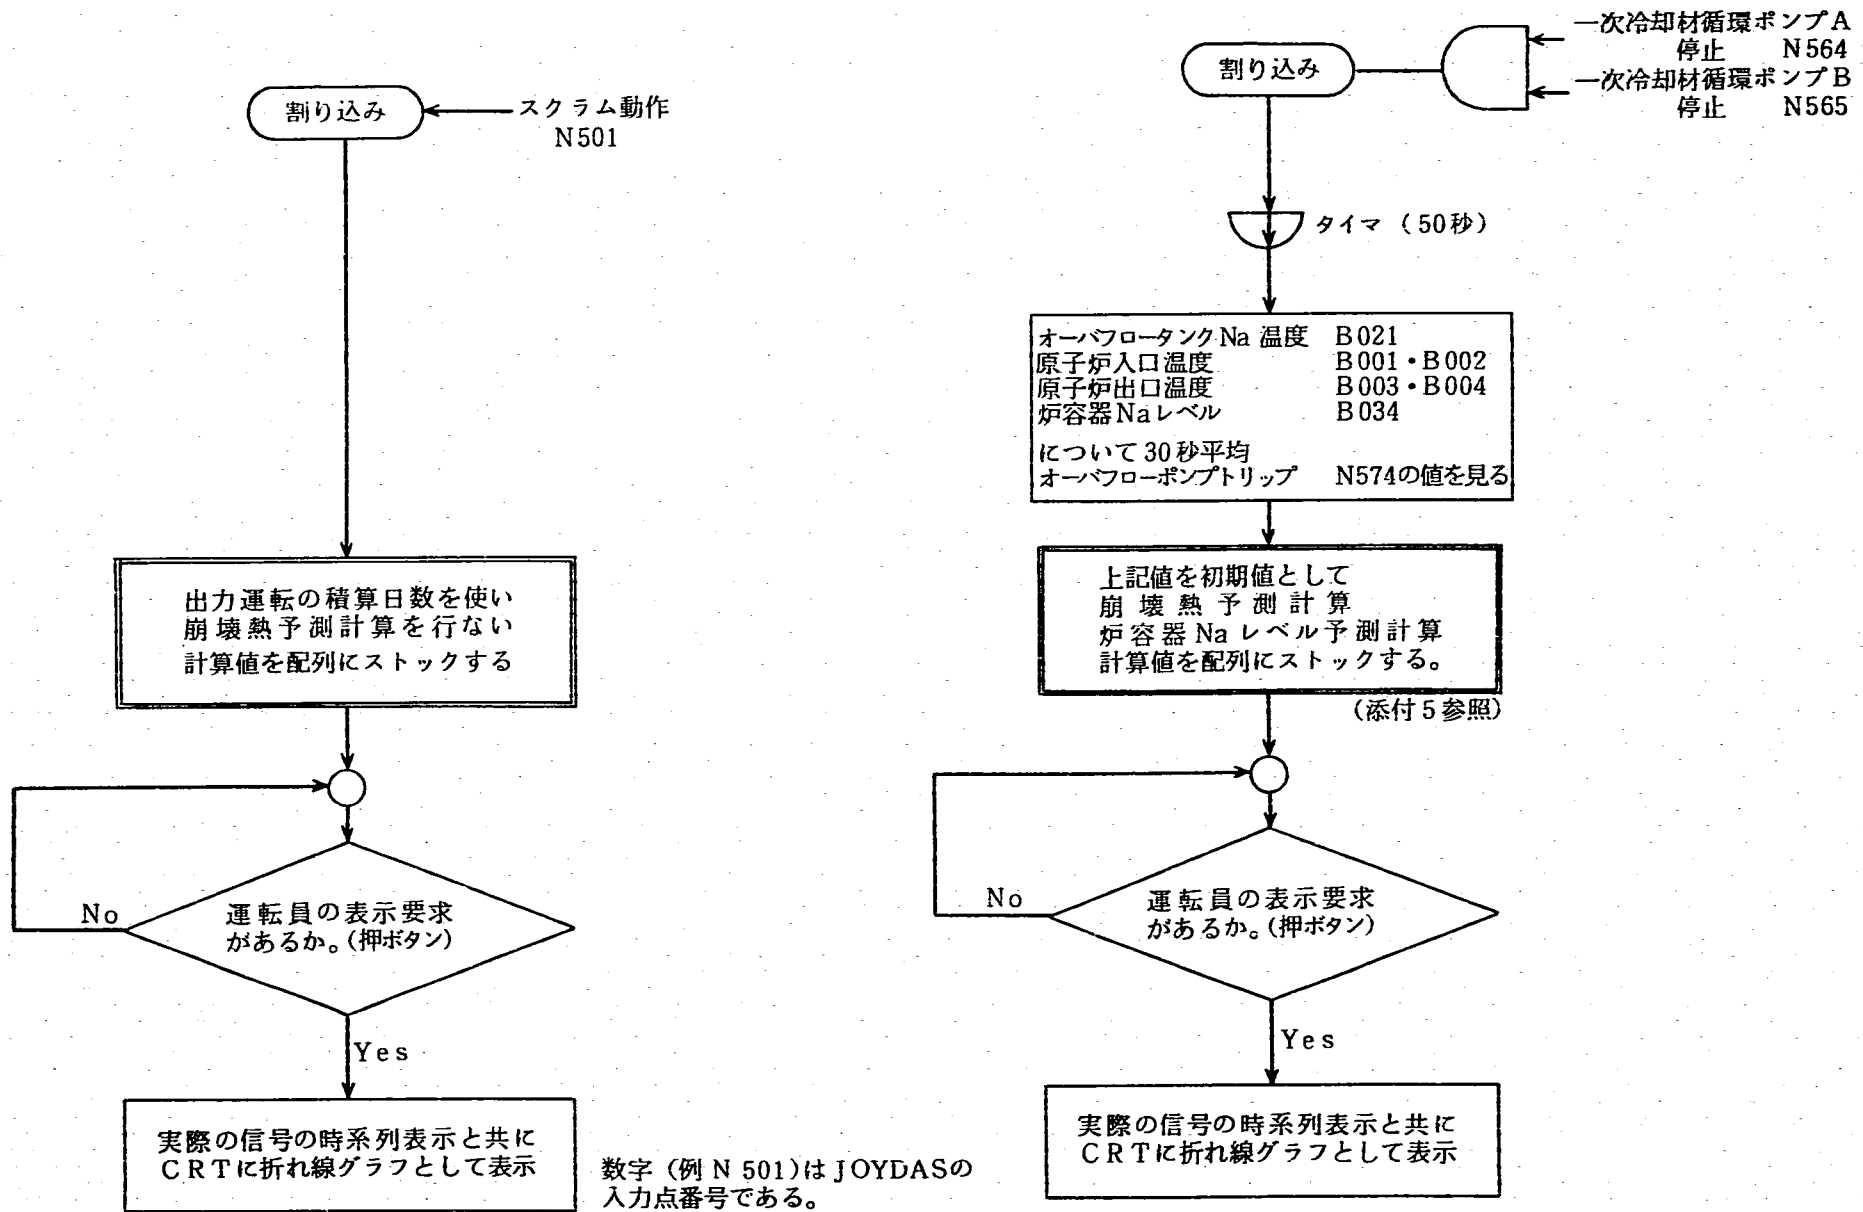 割り込み
スクラム動作
N501
出力運転の積算日数を使い
崩壊熱予測計算を行ない
計算値を配列にストックする
No
運転員の表示要求
があるか。(押ボタン)
Yes
実際の信号の時系列表示と共に
CRTに折れ線グラフとして表示
数字(例 N 501)はJOYDASの
入力点番号である。
割り込み
一次冷却材循環ポンプA
停止 N564
一次冷却材循環ポンプB
停止 N565
タイマ(50秒)
オーバフロータンクNa 温度 B021
原子炉入口温度 B001・B002
原子炉出口温度 B003・B004
炉容器Naレベル B034
について30秒平均
オーバフローポンプトリップ N574の値を見る
上記値を初期値として
崩壊熱予測計算
炉容器Naレベル予測計算
計算値を配列にストックする。
(添付5参照)
No
運転員の表示要求
があるか。(押ボタン)
Yes
実際の信号の時系列表示と共に
CRTに折れ線グラフとして表示